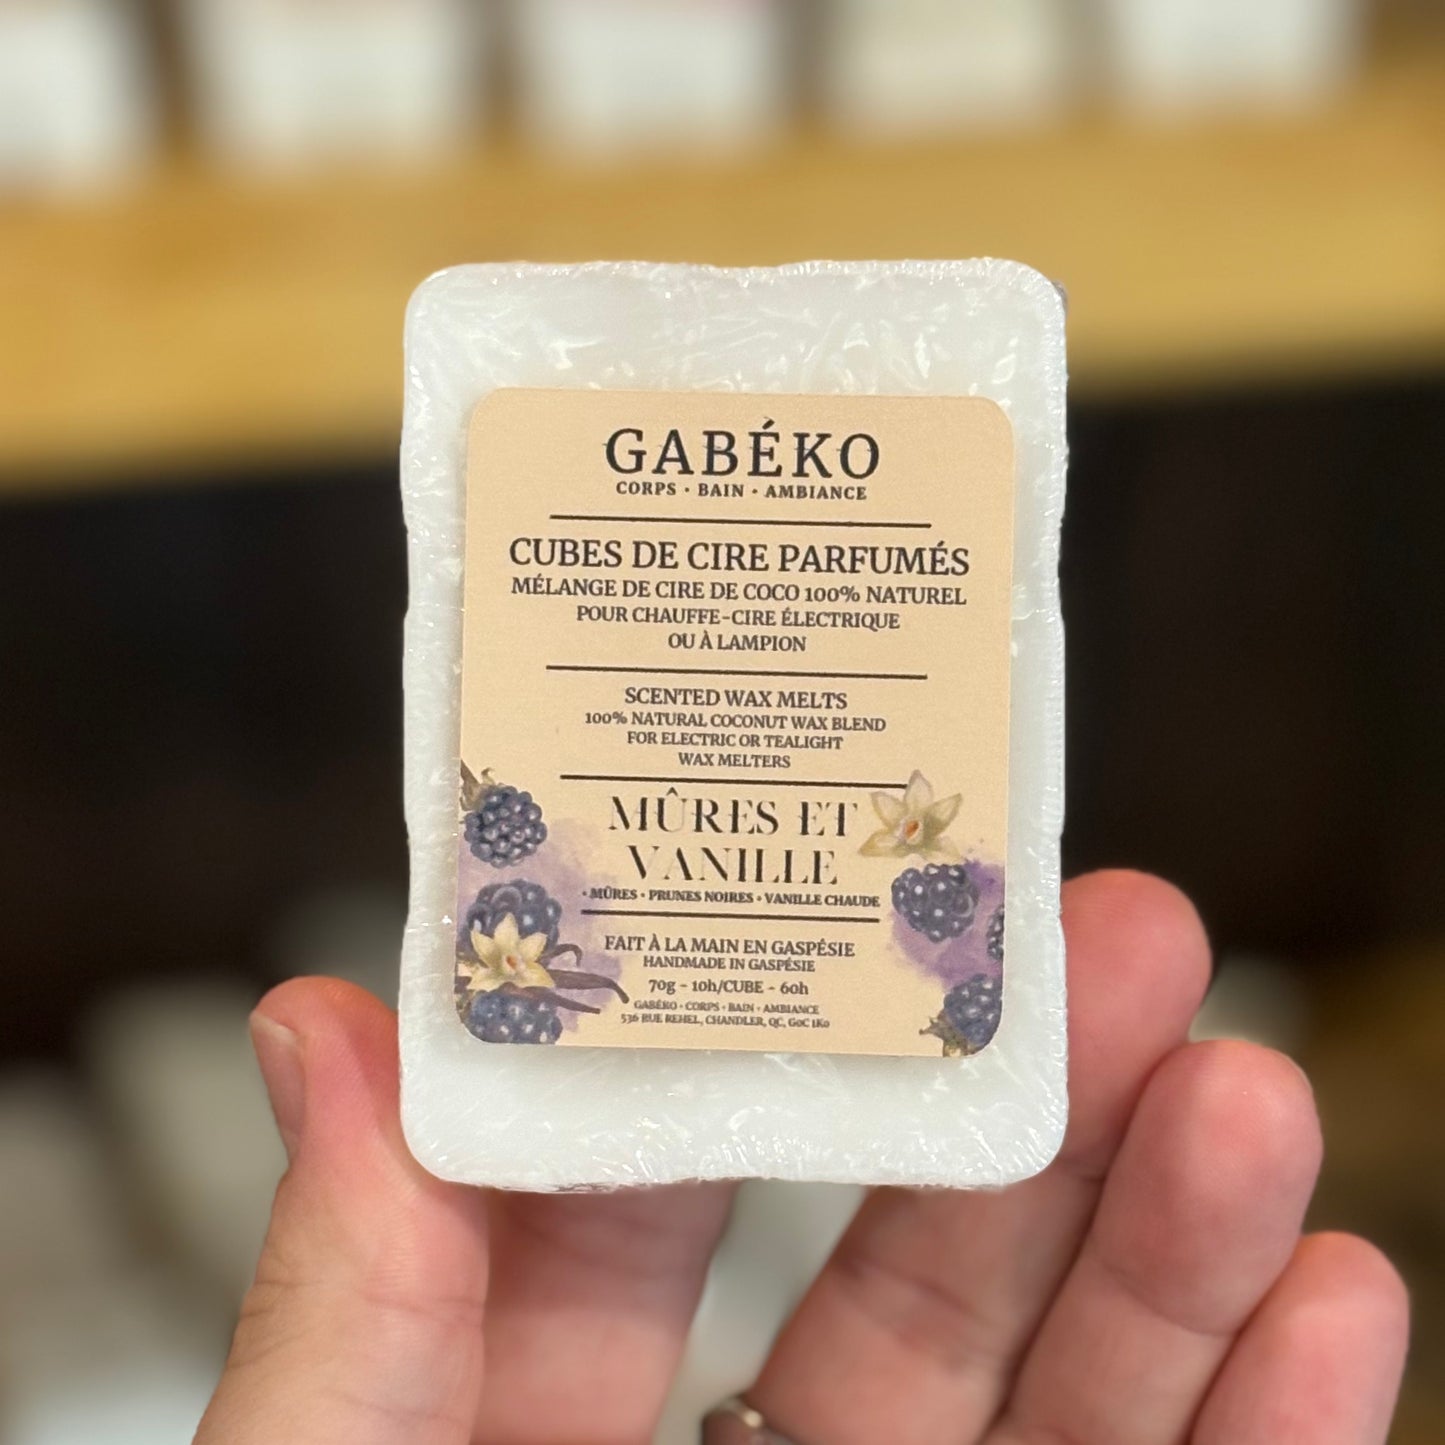 GABÉKO
CORPS • BAIN • AMBIANCE
CUBES DE CIRE PARFUMÉS
MÉLANGE DE CIRE DE COCO 100% NATUREL
POUR CHAUFFE-CIRE ÉLECTRIQUE
OU À LAMPION
SCENTED WAX MELTS
100% NATURAL COCONUT WAX BLEND
FOR ELECTRIC OR TEALIGHT
WAX MELTERS
MÛRES ET
VANILLE
• MÛRES • PRUNES NOIRES • VANILLE CHAUDE
FAIT À LA MAIN EN GASPÉSIE
HANDMADE IN GASPÉSIE
70g - 10h/CUBE - 60h
GABÉKO • CORPS • BAIN • AMBIANCE
536 RUE REHEL, CHANDLER, QC, G0C 1K0